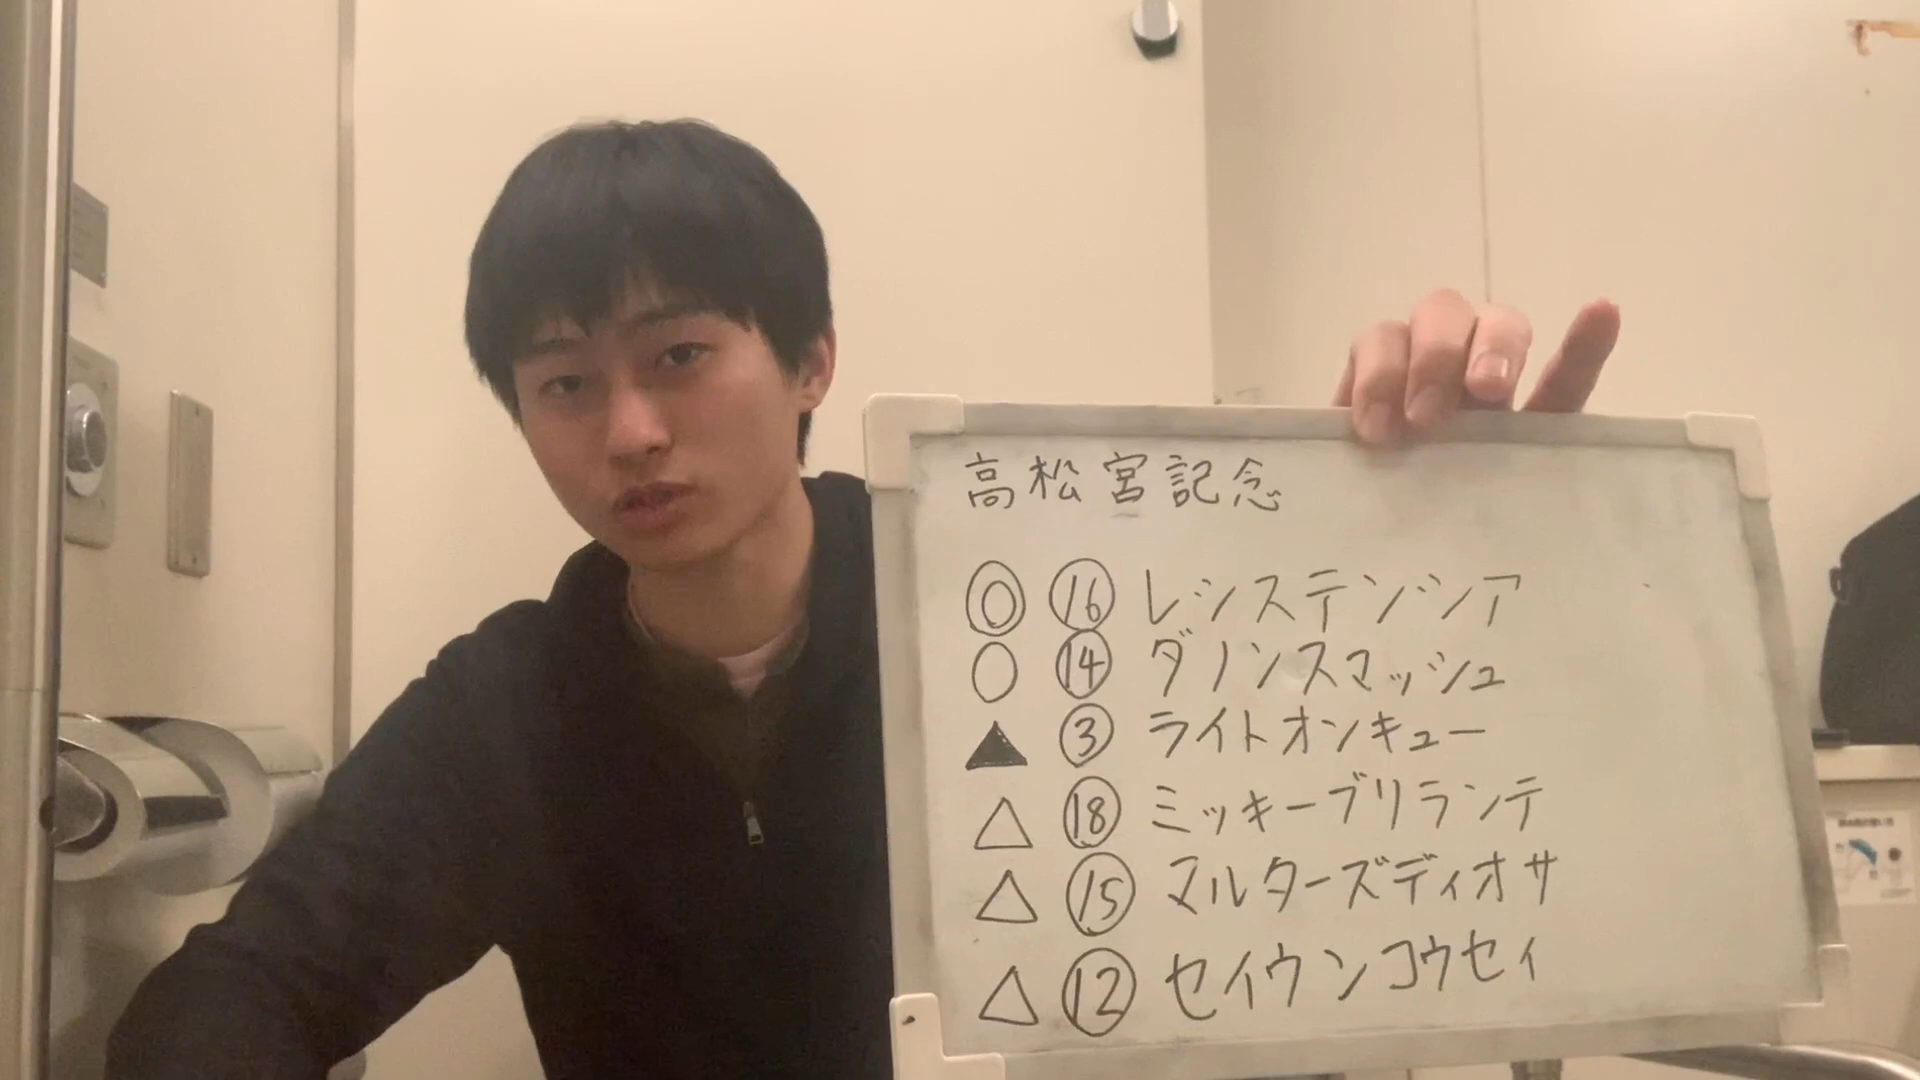 高松宮記念
◎ ⑯ レシステンシア
○ ⑭ ダノンスマッシュ
▲ ③ ライトオンキュー
△ ⑱ ミッキーブリランテ
△ ⑮ マルターズディオサ
△ ⑫ セイウンコウセイ